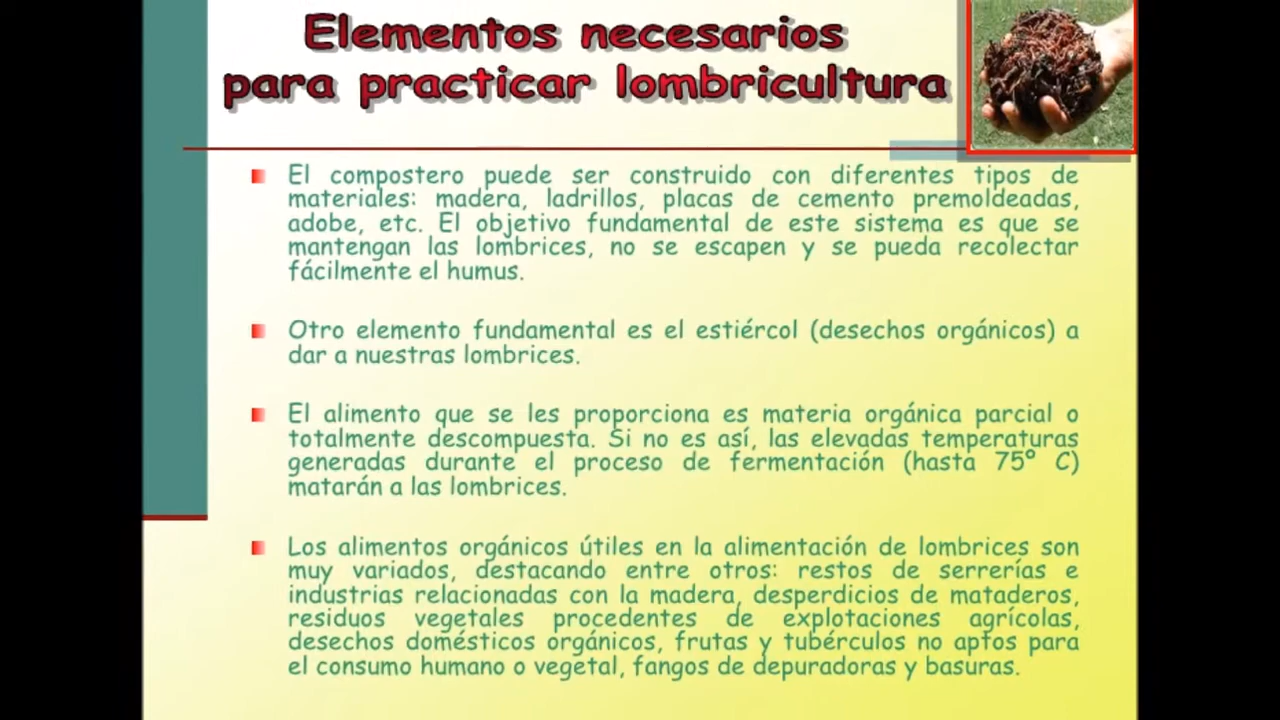 Elementos necesarios
para practicar lombricultura
El compostero puede ser construido con diferentes tipos de
materiales: madera, ladrillos, placas de cemento premoldeadas,
adobe, etc. El objetivo fundamental de este sistema es que se
mantengan las lombrices, no se escapen y se pueda recolectar
fácilmente el humus.
Otro elemento fundamental es el estiércol (desechos orgánicos) a
dar a nuestras lombrices.
El alimento que se les proporciona es materia orgánica parcial o
totalmente descompuesta. Si no es así, las elevadas temperaturas
generadas durante el proceso de fermentación (hasta 75º C)
matarán a las lombrices.
Los alimentos orgánicos útiles en la alimentación de lombrices son
muy variados, destacando entre otros: restos de serrerías e
industrias relacionadas con la madera, desperdicios de mataderos,
residuos vegetales procedentes de explotaciones agrícolas,
desechos domésticos orgánicos, frutas y tubérculos no aptos para
el consumo humano o vegetal, fangos de depuradoras y basuras.